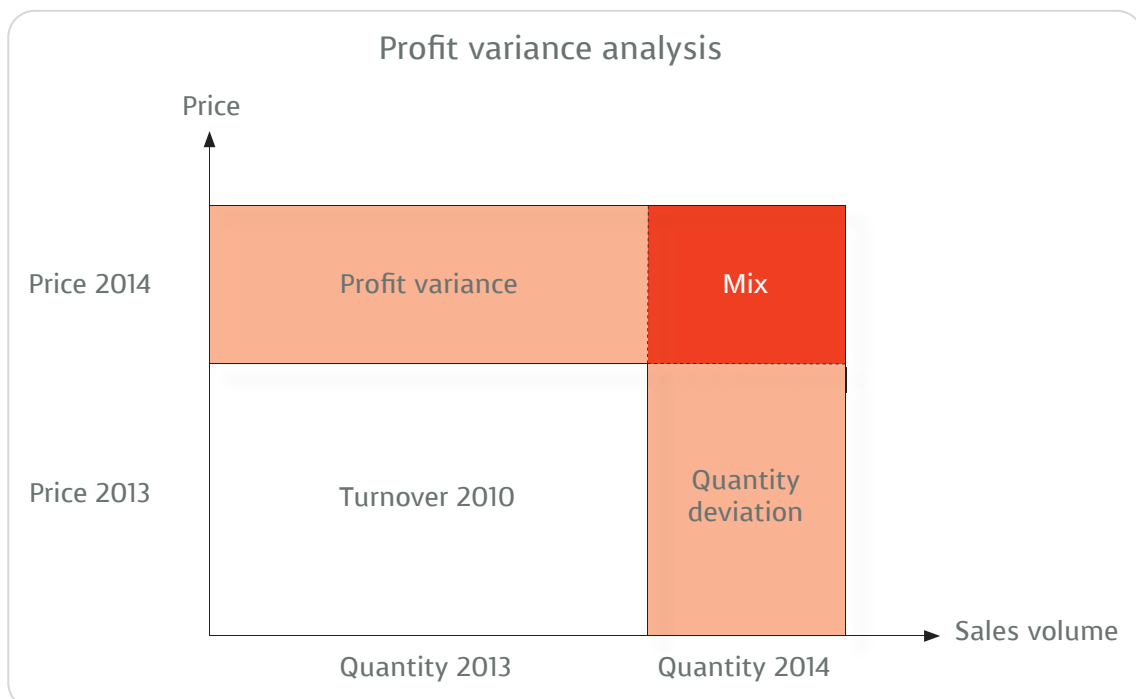 Profit variance analysis
Price
Price 2014
Profit variance
Mix
Price 2013
Turnover 2010
Quantity
deviation
Sales volume
Quantity 2013
Quantity 2014